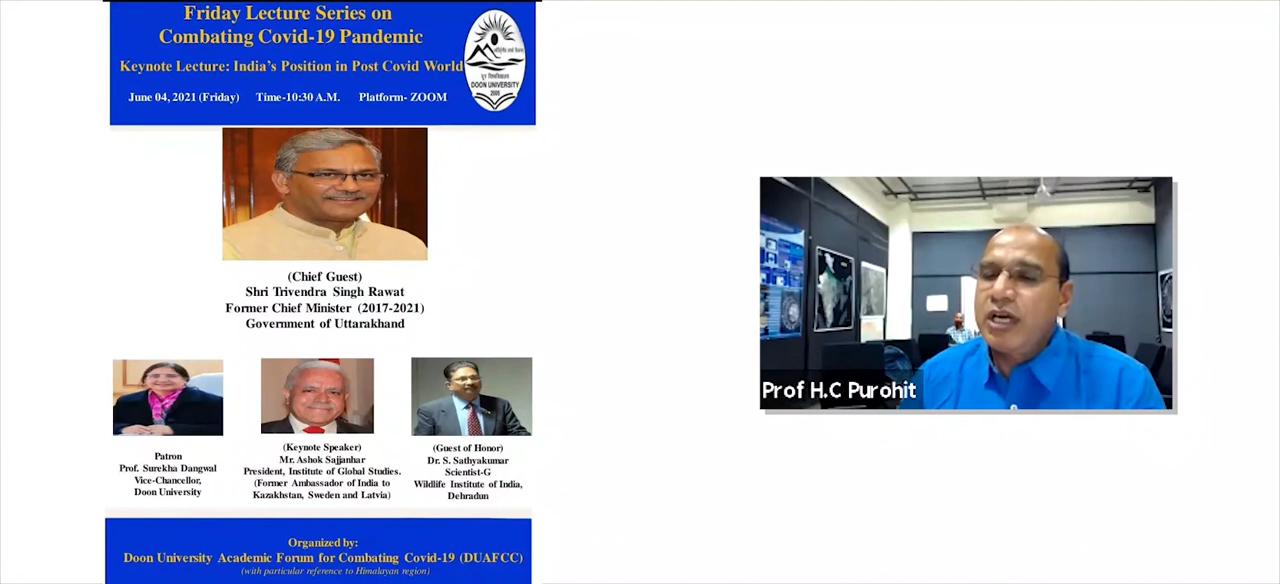 Friday Lecture Series on
Combating Covid-19 Pandemic
Keynote Lecture: India's Position in Post Covid World
June 04, 2021 (Friday) Time-10:30 A.M. Platform- ZOOM
DOON UNIVERSITY
2005
(Chief Guest)
Shri Trivendra Singh Rawat
Former Chief Minister (2017-2021)
Government of Uttarakhand
Patron
Prof. Surekha Dangwal
Vice-Chancellor,
Doon University
(Keynote Speaker)
Mr. Ashok Sajjanhar
President, Institute of Global Studies.
(Former Ambassador of India to
Kazakhstan, Sweden and Latvia)
(Guest of Honor)
Dr. S. Sathyakumar
Scientist-G
Wildlife Institute of India,
Dehradun
Organized by:
Doon University Academic Forum for Combating Covid-19 (DUAFCC)
(with particular reference to Himalayan region)
Prof H.C Purohit